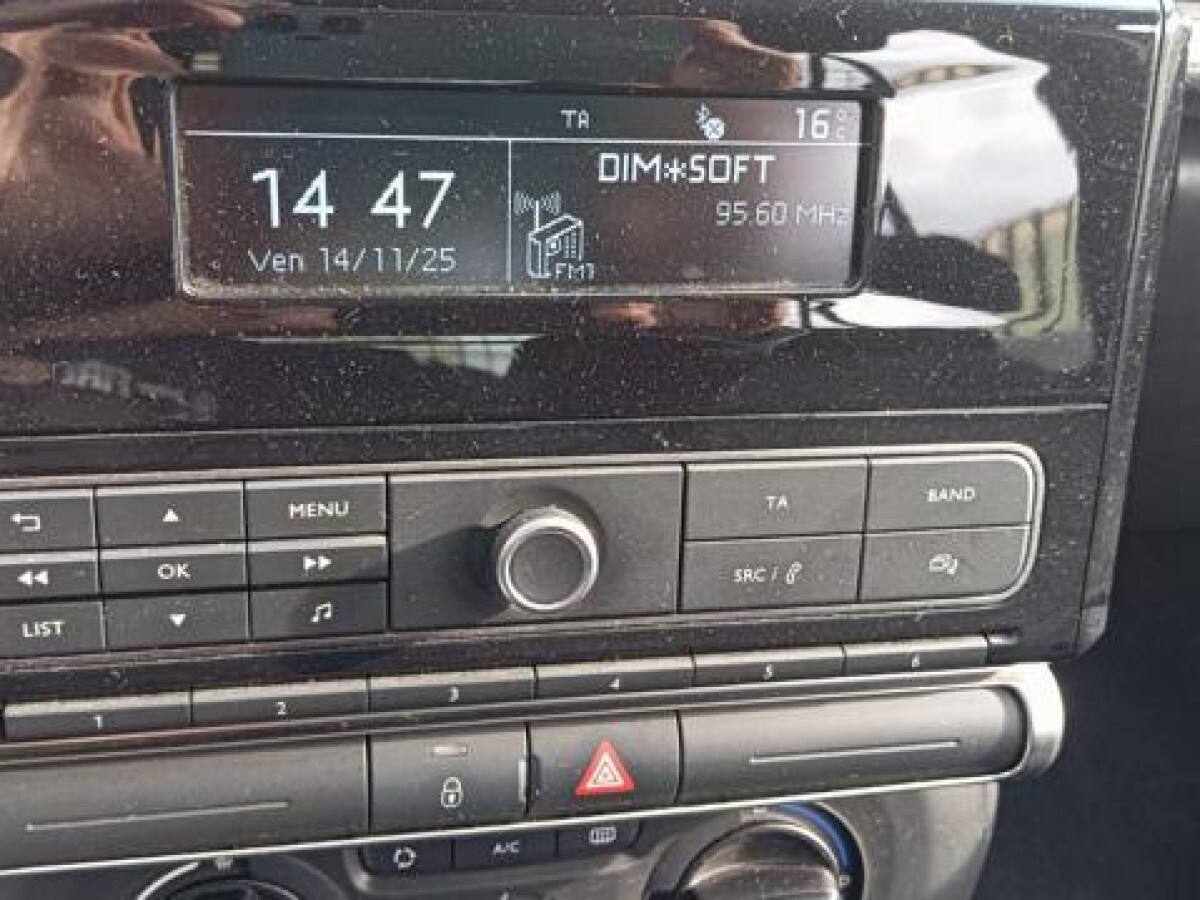 TA 16°C
14 47
DIM*SOFT
95.60 MHz
Ven 14/11/25
FM1
MENU
TA
BAND
OK
SRC /
LIST
1 2 3 4 5 6
A/C